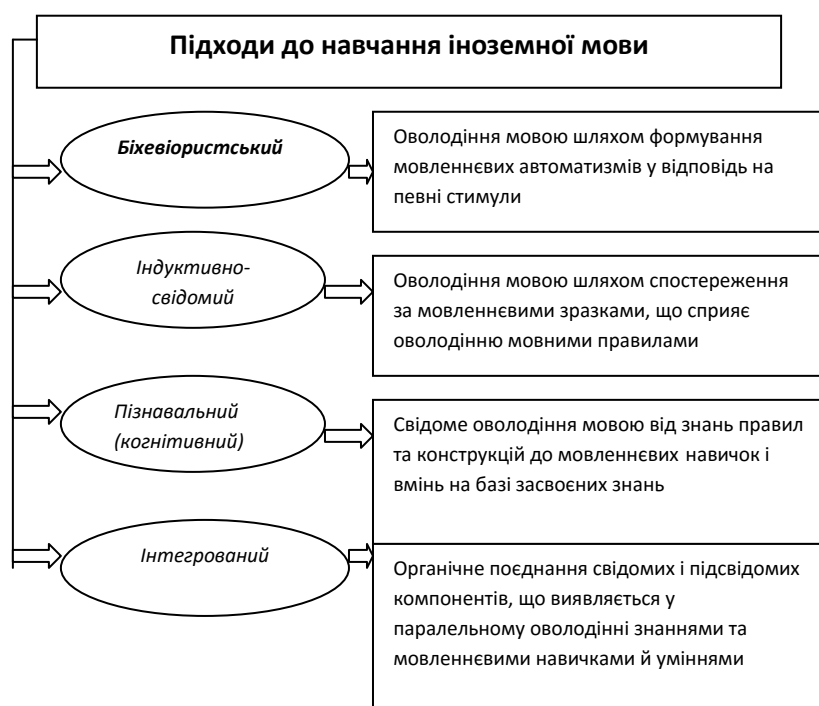 Підходи до навчання іноземної мови
Біхевіористський
Оволодіння мовою шляхом формування
мовленнєвих автоматизмів у відповідь на
певні стимули
Індуктивно-
свідомий
Оволодіння мовою шляхом спостереження
за мовленнєвими зразками, що сприяє
оволодінню мовними правилами
Пізнавальний
(когнітивний)
Свідоме оволодіння мовою від знань правил
та конструкцій до мовленнєвих навичок і
вмінь на базі засвоєних знань
Інтегрований
Органічне поєднання свідомих і підсвідомих
компонентів, що виявляється у
паралельному оволодінні знаннями та
мовленнєвими навичками й уміннями